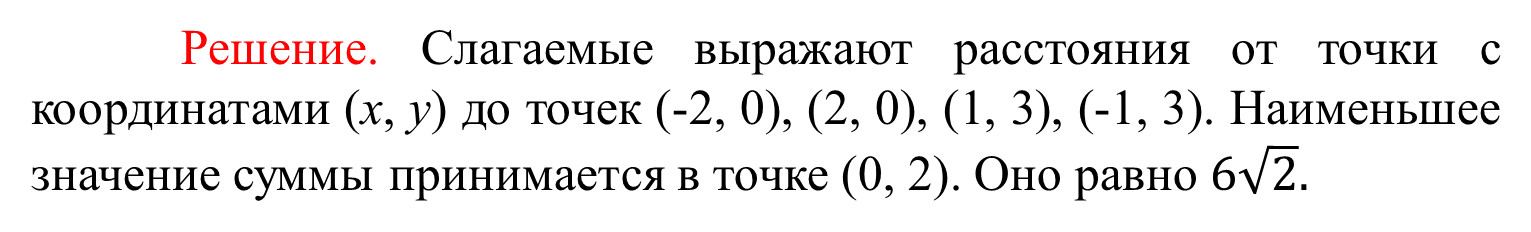 Решение. Слагаемые выражают расстояния от точки с
координатами (x, y) до точек (-2, 0), (2, 0), (1, 3), (-1, 3). Наименьшее
значение суммы принимается в точке (0, 2). Оно равно 6√2.